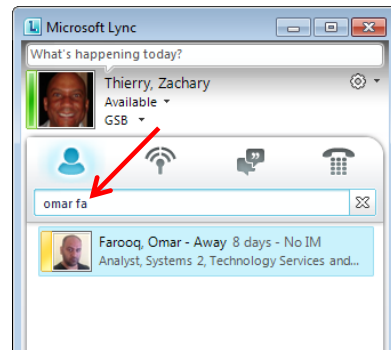 Microsoft Lync
What's happening today?
Thierry, Zachary
Available
GSB
omar fa
Farooq, Omar - Away 8 days - No IM
Analyst, Systems 2, Technology Services and...